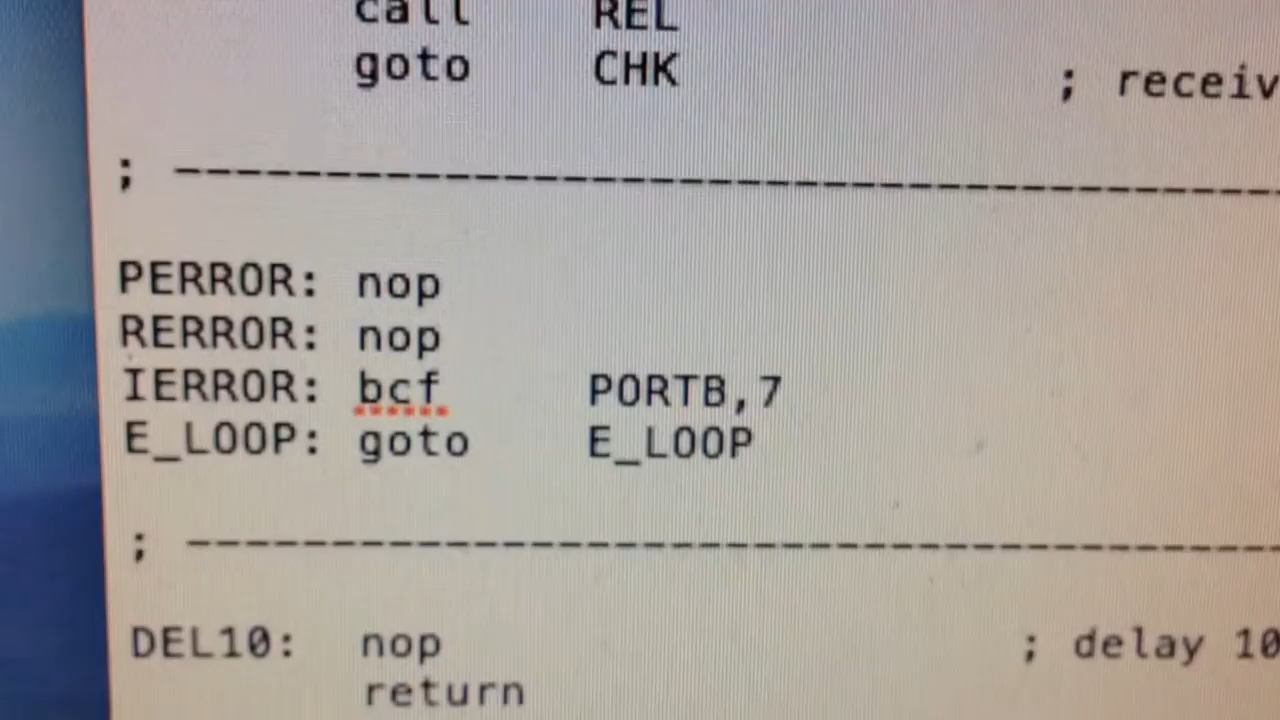 call REL
goto CHK ; receiv
; ----------------------------------------
PERROR: nop
RERROR: nop
IERROR: bcf PORTB,7
E_LOOP: goto E_LOOP
; ----------------------------------------
DEL10: nop ; delay 10
return